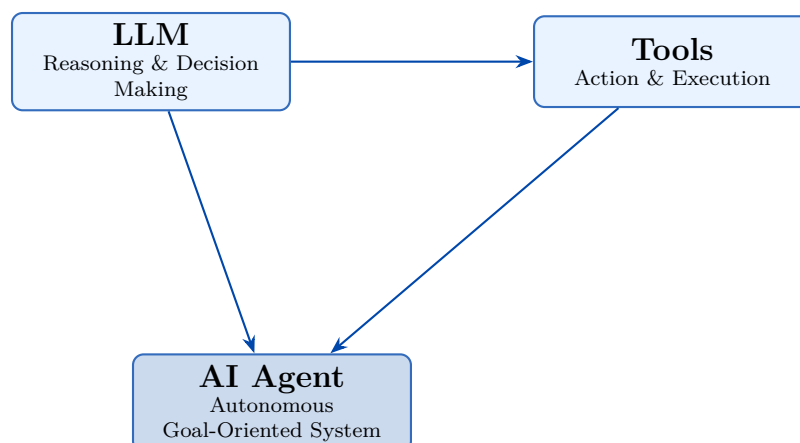 LLM
Reasoning & Decision
Making
Tools
Action & Execution
AI Agent
Autonomous
Goal-Oriented System